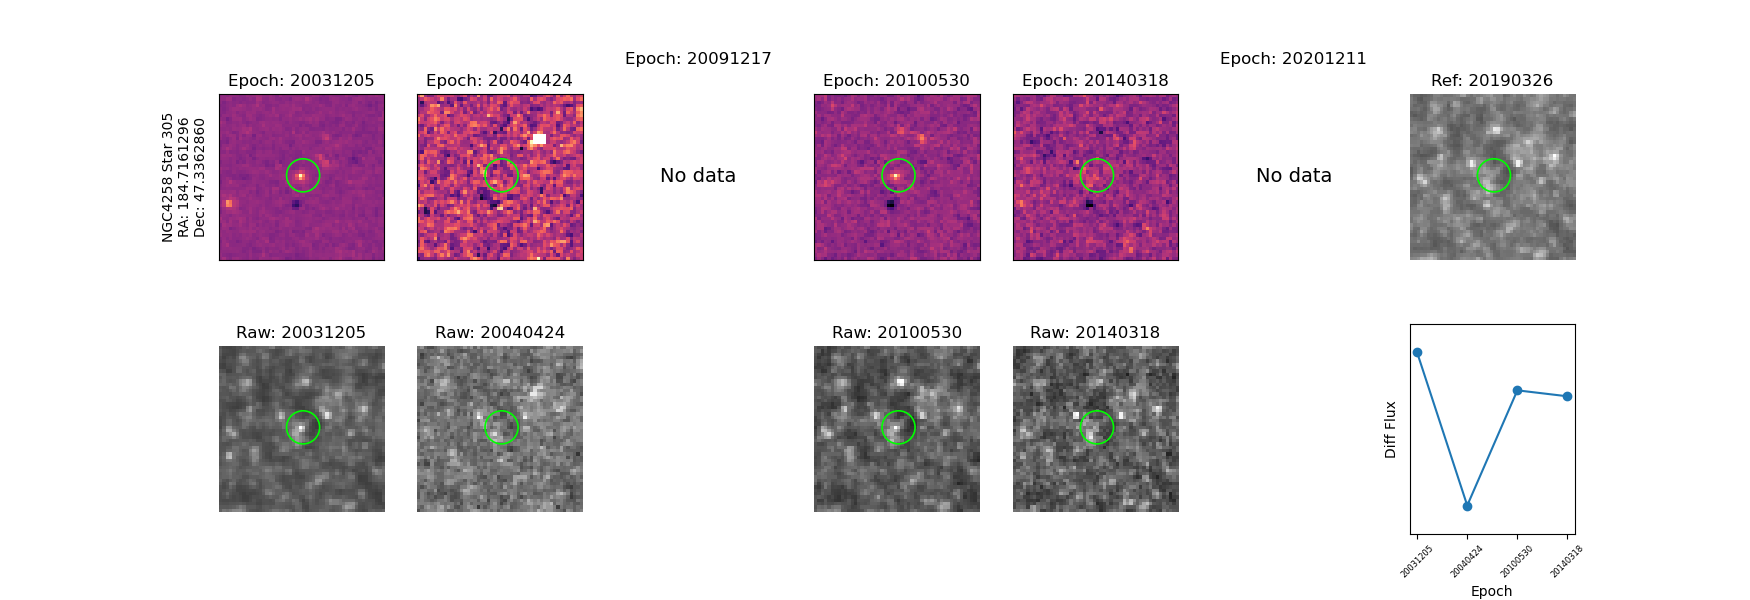 Epoch: 20091217
Epoch: 20201211
Epoch: 20031205
Epoch: 20040424
Epoch: 20100530
Epoch: 20140318
Ref: 20190326
NGC4258 Star 305
RA: 184.7161296
Dec: 47.3362860
No data
No data
Raw: 20031205
Raw: 20040424
Raw: 20100530
Raw: 20140318
Diff Flux
20031205
20040424
20100530
20140318
Epoch